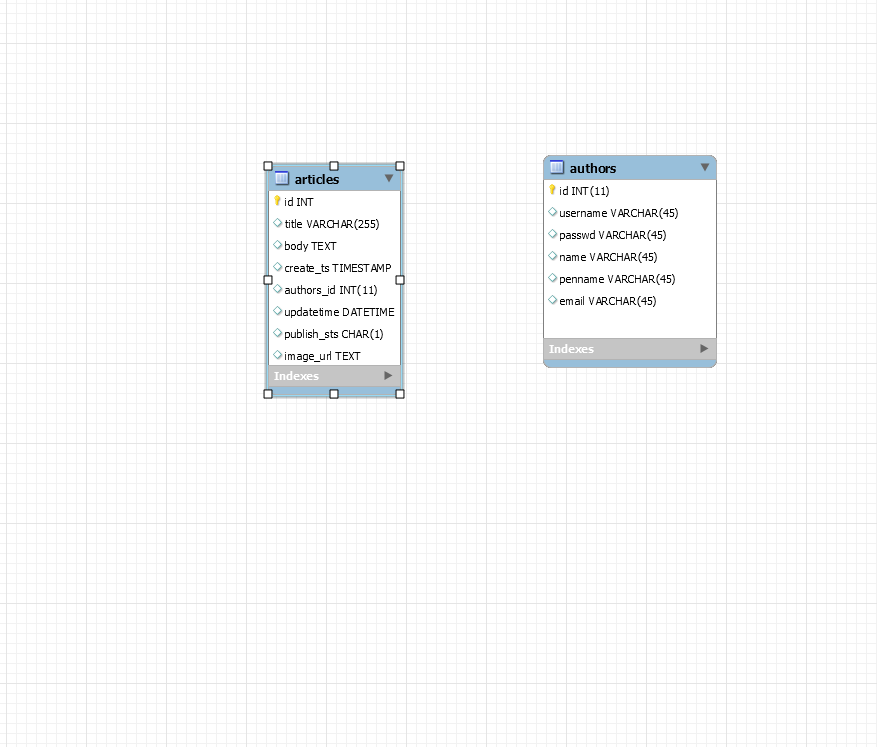 articles
id INT
title VARCHAR(255)
body TEXT
create_ts TIMESTAMP
authors_id INT(11)
updatetime DATETIME
publish_sts CHAR(1)
image_url TEXT
Indexes
authors
id INT(11)
username VARCHAR(45)
passwd VARCHAR(45)
name VARCHAR(45)
penname VARCHAR(45)
email VARCHAR(45)
Indexes